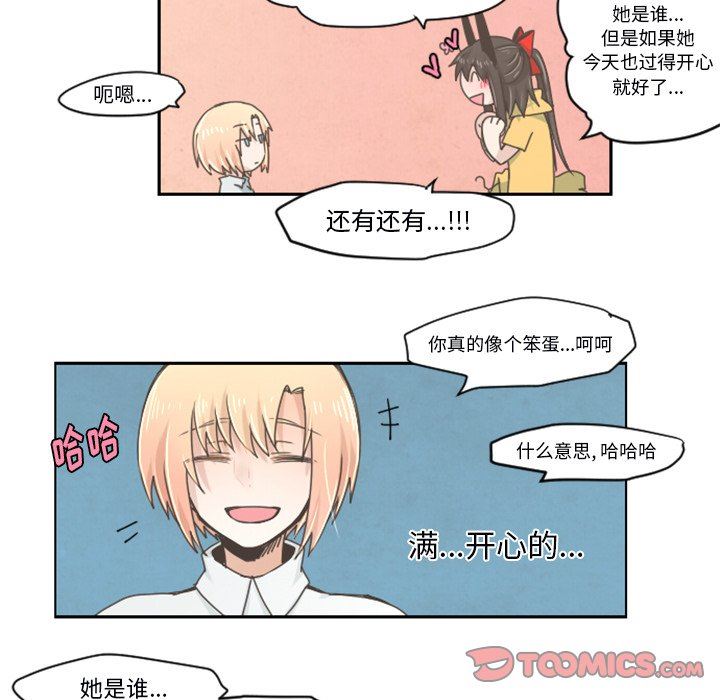 她是谁...
但是如果她
今天也过得开心
就好了...
呃嗯...
还有还有...!!!
你真的像个笨蛋...呵呵
哈哈
什么意思,哈哈哈
满...开心的...
她是谁...
TOOMICS.COM